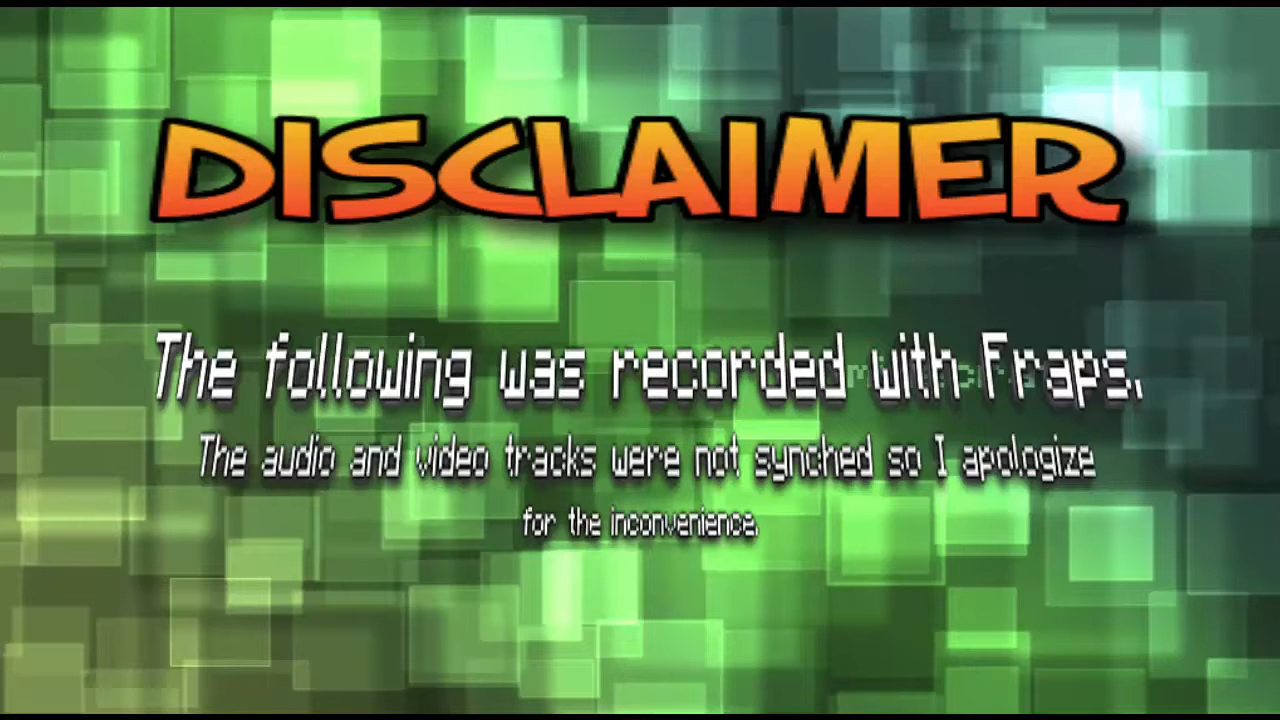 DISCLAIMER
The following was recorded with Fraps.
The audio and video tracks were not synched so I apologize
for the inconvenience.